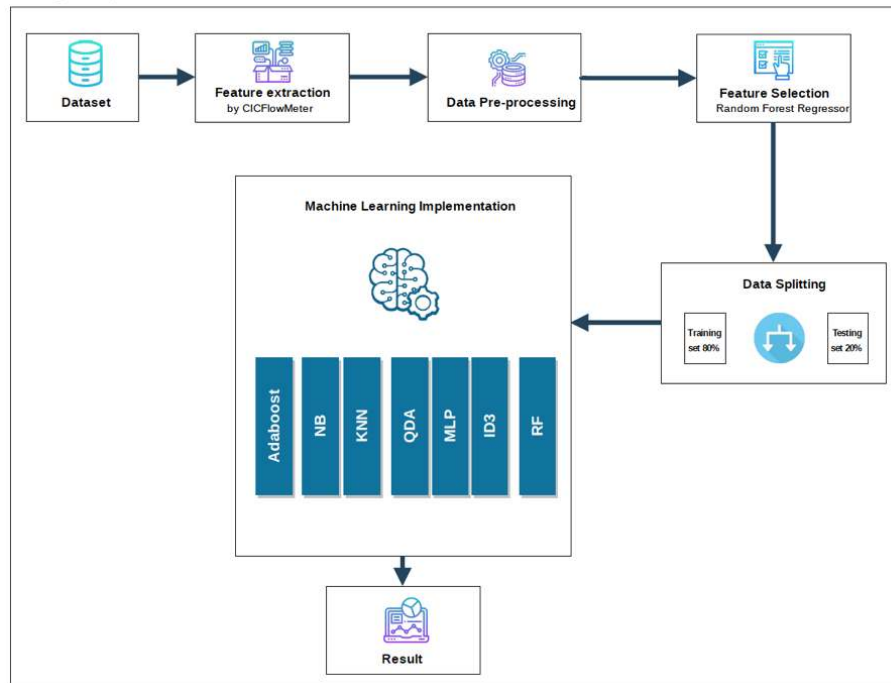 Dataset
Feature extraction
by CICFlowMeter
Data Pre-processing
Feature Selection
Random Forest Regressor
Data Splitting
Training
set 80%
Testing
set 20%
Machine Learning Implementation
Adaboost
NB
KNN
QDA
MLP
ID3
RF
Result